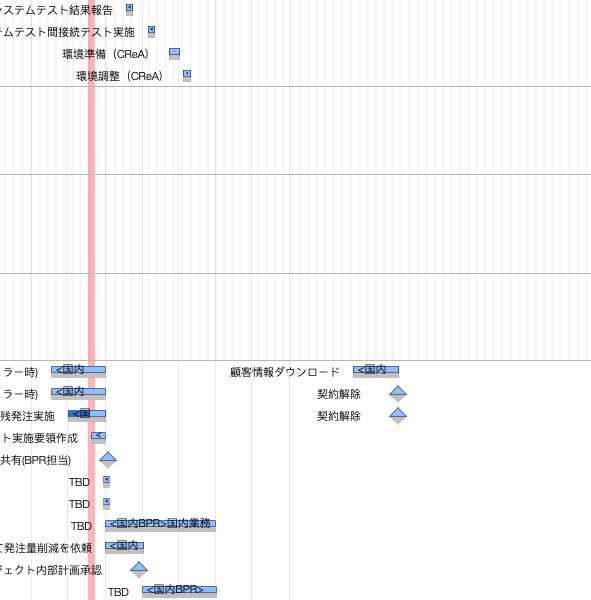 ステムテスト結果報告
ムテスト間接続テスト実施
環境準備（CReA）
環境調整（CReA）
ラー時) <国内 顧客情報ダウンロード <国内
ラー時) <国内 契約解除
残発注実施 <国 契約解除
ト実施要領作成 <
共有(BPR担当)
TBD
TBD
TBD <国内BPR>国内業務
て発注量削減を依頼 <国内
ジェクト内部計画承認
TBD <国内BPR>